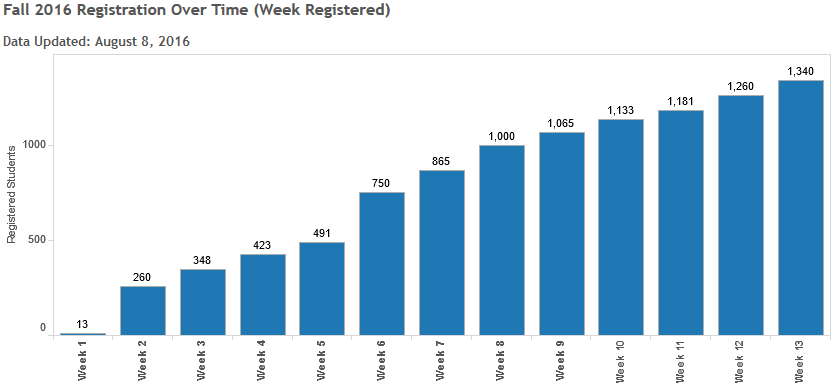 Fall 2016 Registration Over Time (Week Registered)
Data Updated: August 8, 2016
Registered Students
1000
500
0
13
260
348
423
491
750
865
1,000
1,065
1,133
1,181
1,260
1,340
Week 1
Week 2
Week 3
Week 4
Week 5
Week 6
Week 7
Week 8
Week 9
Week 10
Week 11
Week 12
Week 13